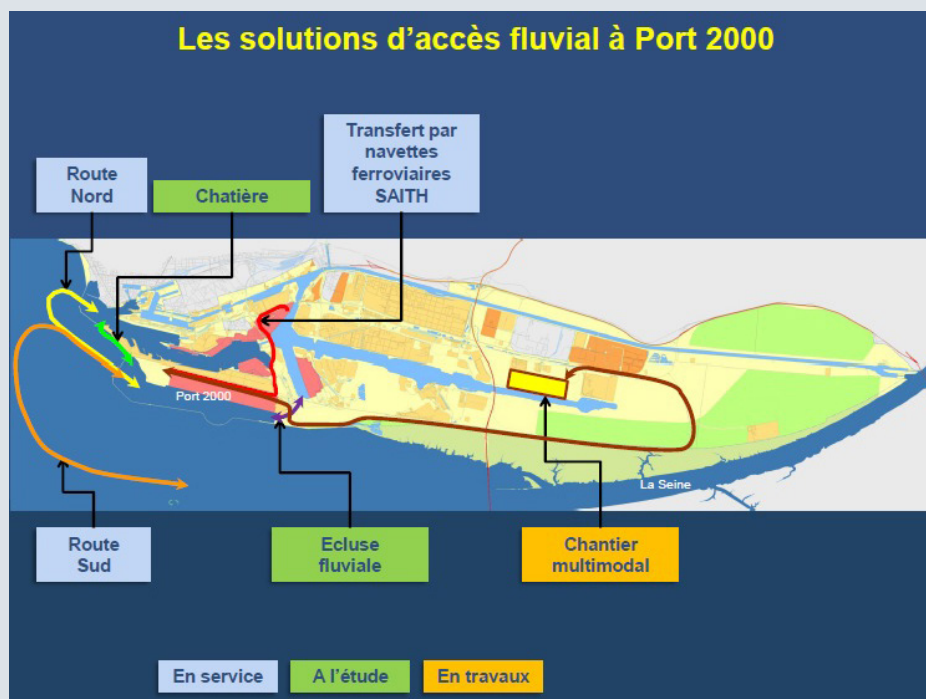 Les solutions d'accès fluvial à Port 2000
Transfert par
navettes
ferroviaires
SAITH
Route
Nord
Chatière
Port 2000
La Seine
Route
Sud
Ecluse
fluviale
Chantier
multimodal
En service
A l'étude
En travaux